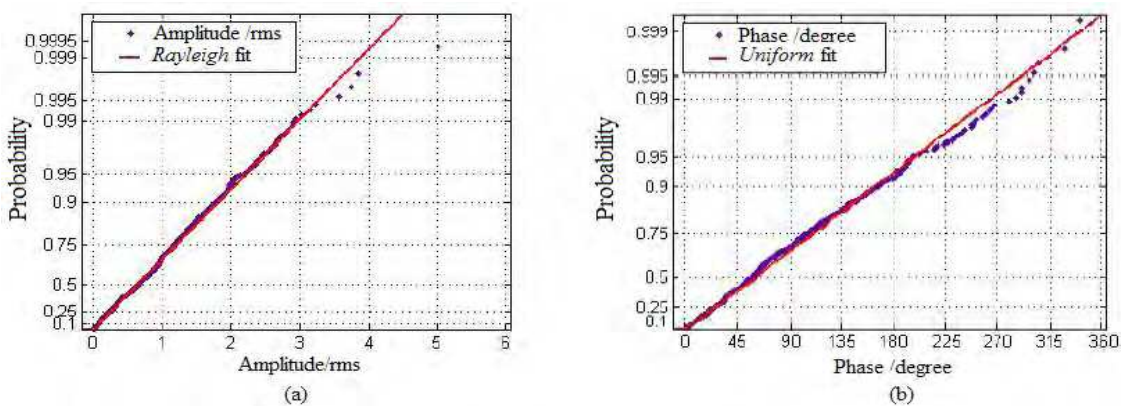 0.9995
0.999
0.995
0.99
0.95
0.9
0.75
0.5
0.25
0.1
Probability
Amplitude /rms
Rayleigh fit
0 1 2 3 4 5 6
Amplitude/rms
(a)
0.999
0.995
0.99
0.95
0.9
0.75
0.5
0.25
0.1
Probability
Phase /degree
Uniform fit
0 45 90 135 180 225 270 315 360
Phase /degree
(b)